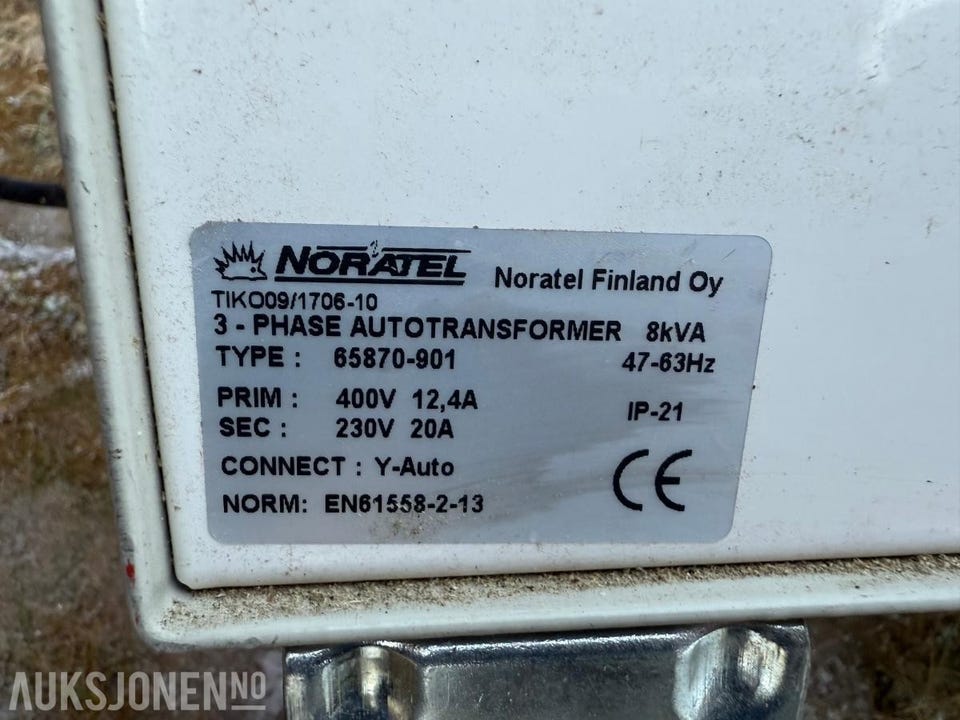 NORATEL Noratel Finland Oy
TIKO09/1706-10
3 - PHASE AUTOTRANSFORMER 8kVA
TYPE : 65870-901 47-63Hz
PRIM : 400V 12,4A IP-21
SEC : 230V 20A
CONNECT : Y-Auto CE
NORM: EN61558-2-13
AUKSJONEN.NO